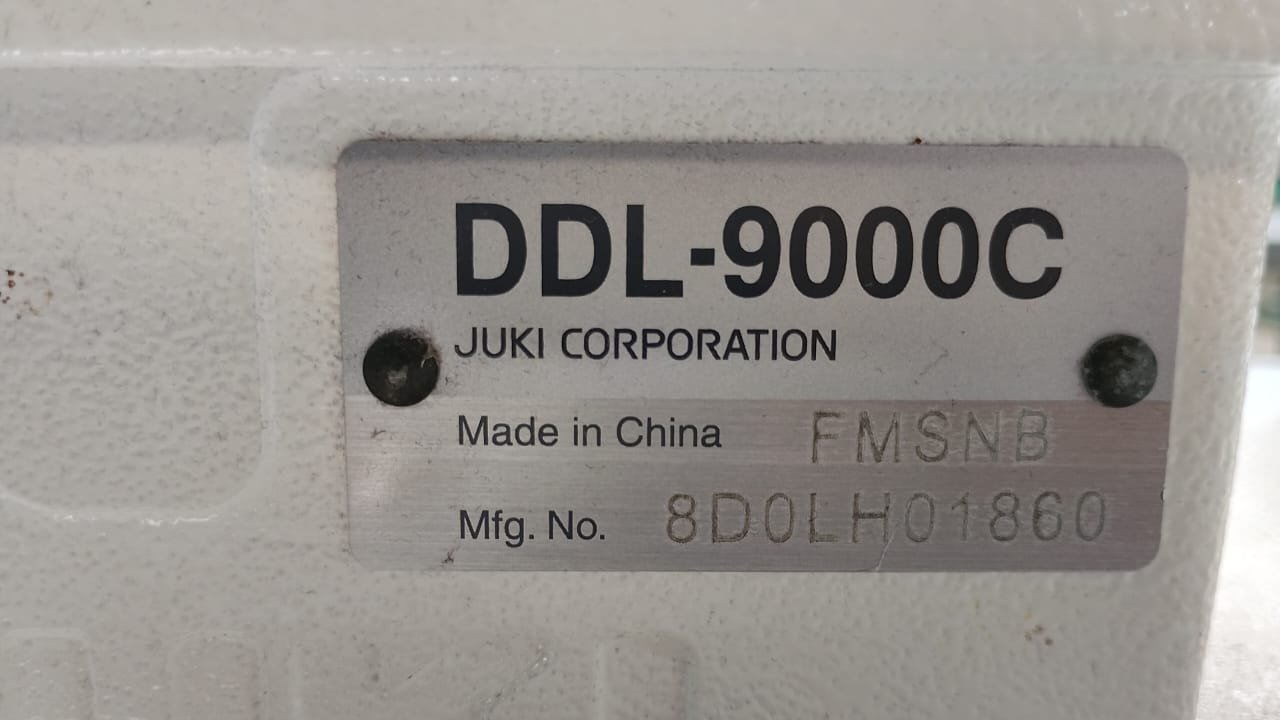 DDL-9000C
JUKI CORPORATION
Made in China FMSNB
Mfg. No. 8D0LH01860